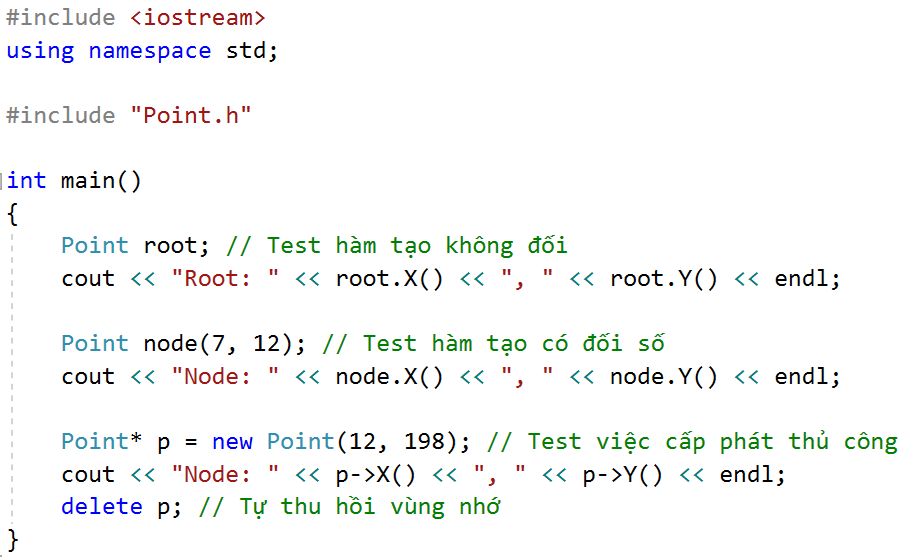 #include <iostream>
using namespace std;
#include "Point.h"
int main()
{
Point root; // Test hàm tạo không đối
cout << "Root: " << root.X() << ", " << root.Y() << endl;
Point node(7, 12); // Test hàm tạo có đối số
cout << "Node: " << node.X() << ", " << node.Y() << endl;
Point* p = new Point(12, 198); // Test việc cấp phát thủ công
cout << "Node: " << p->X() << ", " << p->Y() << endl;
delete p; // Tự thu hồi vùng nhớ
}